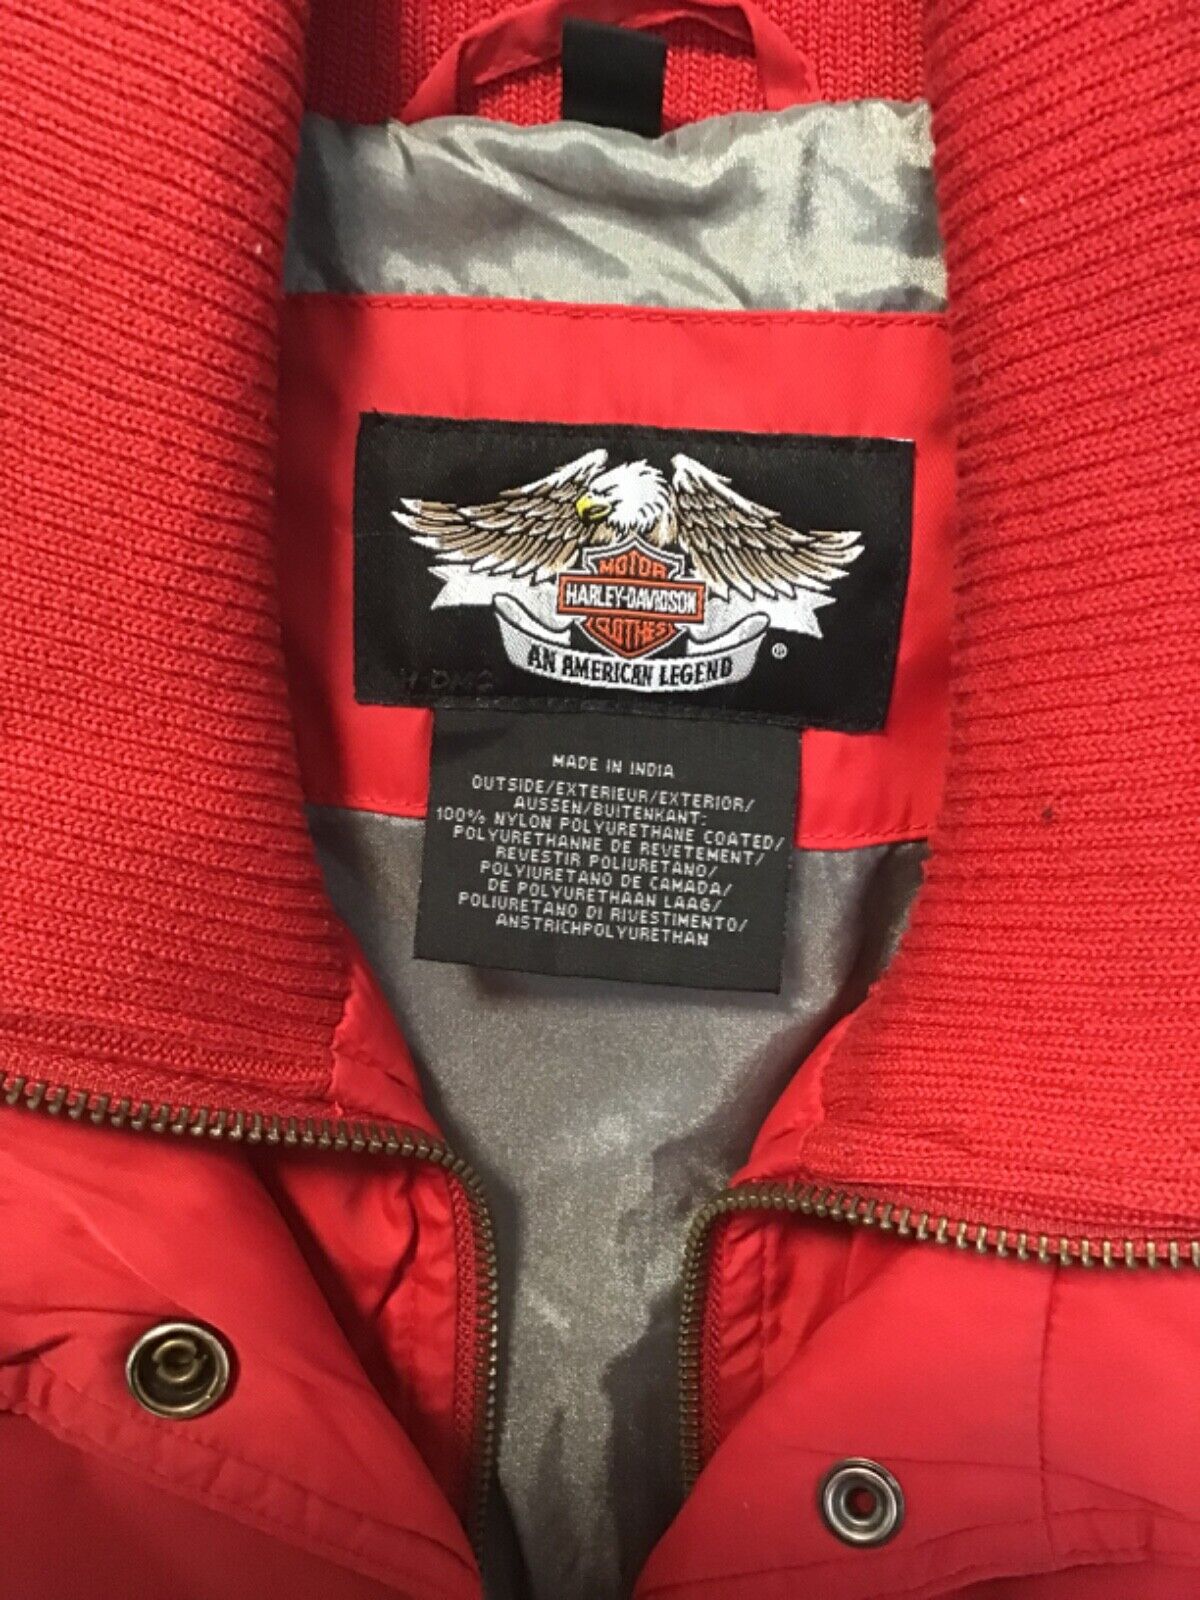 MOTOR
HARLEY-DAVIDSON
CLOTHES
AN AMERICAN LEGEND ®
MADE IN INDIA
OUTSIDE/EXTERIEUR/EXTERIOR/
AUSSEN/BUITENKANT:
100% NYLON POLYURETHANE COATED/
POLYURETHANNE DE REVETEMENT/
REVESTIR POLIURETANO/
POLYIURETANO DE CAMADA/
DE POLYURETHAAN LAAG/
POLIURETANO DI RIVESTIMENTO/
ANSTRICHPOLYURETHAN